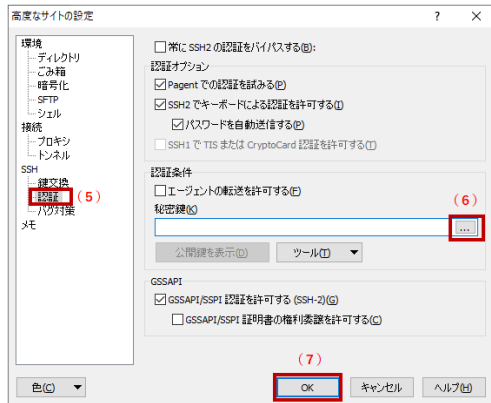 高度なサイトの設定
?
×
環境
ディレクトリ
ごみ箱
暗号化
SFTP
シェル
接続
プロキシ
トンネル
SSH
鍵交換
認証 (5)
バグ対策
メモ
常に SSH2 の認証をバイパスする(B):
認証オプション
Pagent での認証を試みる(P)
SSH2 でキーボードによる認証を許可する(I)
パスワードを自動送信する(P)
SSH1 で TIS または CryptoCard 認証を許可する(T)
認証条件
エージェントの転送を許可する(F)
秘密鍵(K)
(6)
...
公開鍵を表示(D)
ツール(T)
GSSAPI
GSSAPI/SSPI 認証を許可する (SSH-2)(G)
GSSAPI/SSPI 証明書の権利委譲を許可する(C)
(7)
色(C)
OK
キャンセル
ヘルプ(H)